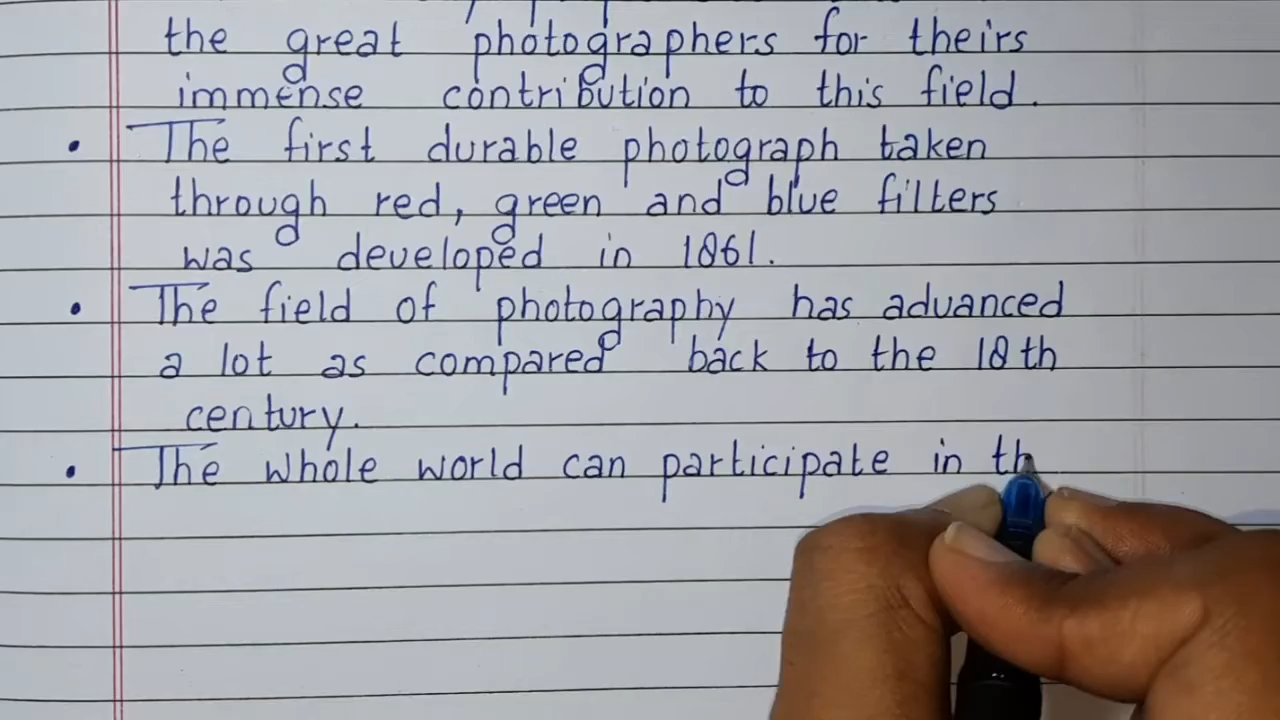 the great photographers for theirs
immense contribution to this field.
• The first durable photograph taken
through red, green and blue filters
was developed in 1861.
• The field of photography has advanced
a lot as compared back to the 18th
century.
• The whole world can participate in th